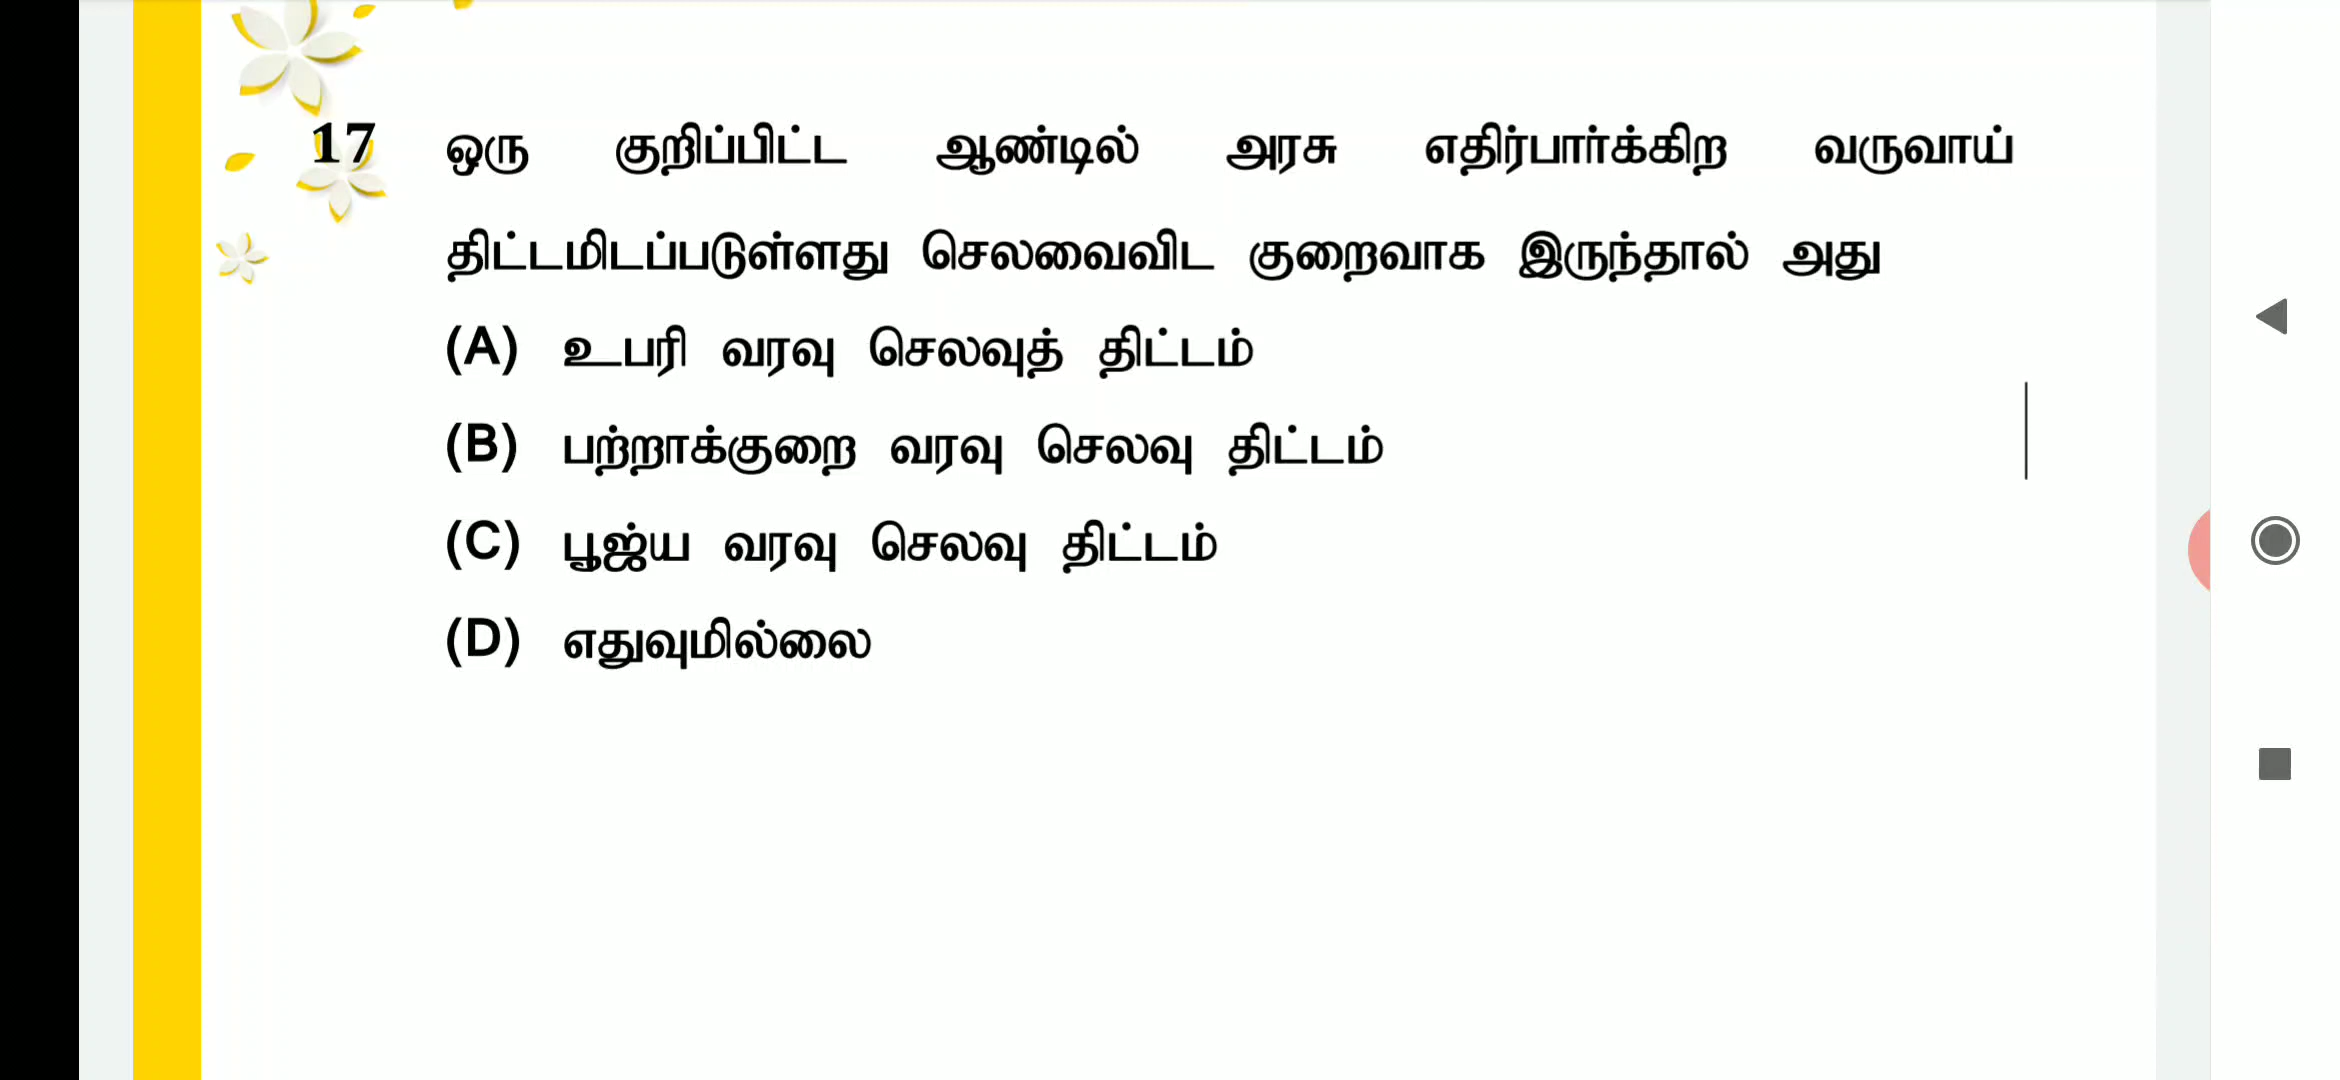 17 ஒரு குறிப்பிட்ட ஆண்டில் அரசு எதிர்பார்க்கிற வருவாய்
திட்டமிடப்படுள்ளது செலவைவிட குறைவாக இருந்தால் அது
(A) உபரி வரவு செலவுத் திட்டம்
(B) பற்றாக்குறை வரவு செலவு திட்டம்
(C) பூஜ்ய வரவு செலவு திட்டம்
(D) எதுவுமில்லை